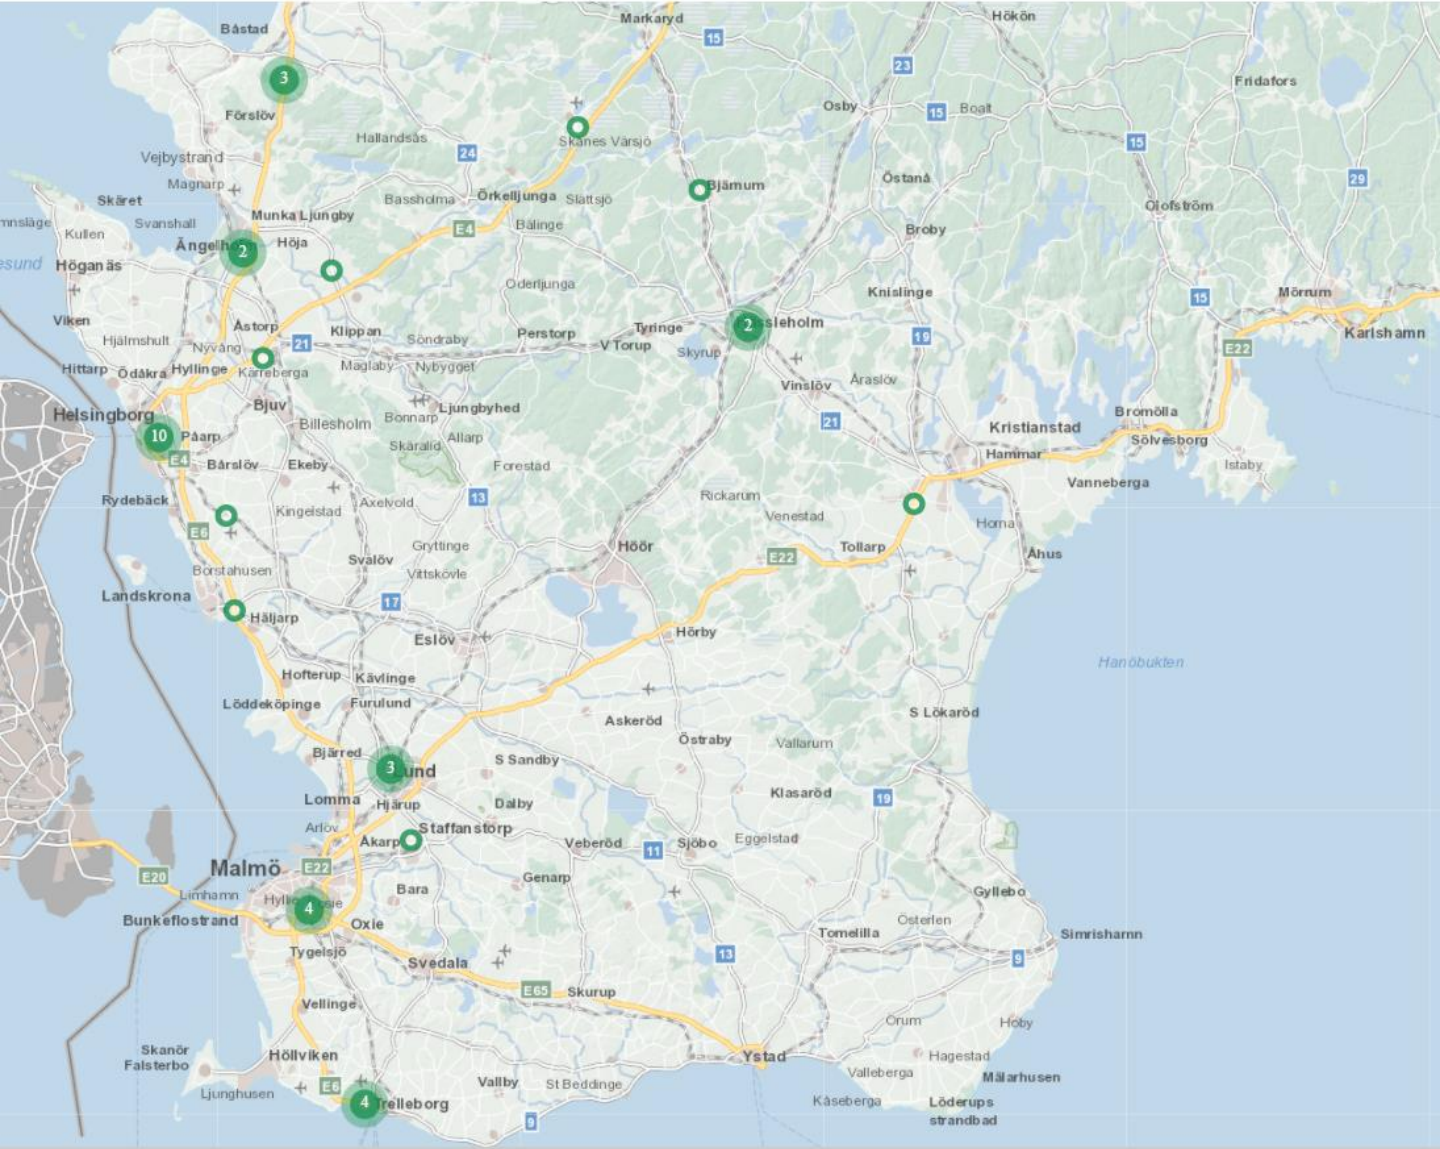 Båstad
Markaryd
15
Hökön
23
Fridafors
3
Osby
15
Boalt
Förslöv
Hallandsås
Skånes Värsjö
15
24
Vejbystrand
Magnarp
Bjärnum
Östanå
29
Skäret
Bassholma
Örkelljunga
Slättsjö
Olofström
Svanshall
Munka Ljungby
Kullen
E4
Bälinge
Broby
2
Höja
Höganäs
Oderljunga
Knislinge
15
Mörrum
Viken
Åstorp
Klippan
Söndraby
Perstorp
Tyringe
2
19
Karlshamn
Hjälmshult
Nyvång
21
V Torup
Skyrup
E22
Hittarp
Ödåkra
Hyllinge
Kärreberga
Maglaby
Nybygget
Vinslöv
Äraslöv
Helsingborg
Bjuv
Billesholm
Bonnarp
Ljungbyhed
21
Bromölla
10
Påarp
Skäralid
Allarp
Kristianstad
Sölvesborg
E4
Bårslöv
Ekeby
Forestad
Hammar
Istaby
Rydebäck
Kingelstad
Axelvold
13
Rickarum
Vanneberga
E6
Venestad
Horna
Svalöv
Gryttinge
Höör
E22
Tollarp
Åhus
Borstahusen
Vittskövle
Landskrona
17
Häljarp
Eslöv
Hörby
Hanöbukten
Hofterup
Kävlinge
Löddeköpinge
Furulund
Askeröd
S Lökaröd
Östraby
Vallarum
Bjärred
3
S Sandby
Lomma
Hjärup
Dalby
Klasaröd
19
Arlöv
Åkarp
Staffanstorp
Veberöd
11
Sjöbo
Eggelstad
Malmö
E22
E20
Limhamn
Bara
Genarp
Gyllebo
Bunkeflostrand
4
Oxie
Österlen
Tomelilla
Simrishamn
Tygelsjö
Svedala
13
9
E65
Skurup
Vellinge
Örum
Höby
Skanör
Falsterbo
Höllviken
Ystad
Hagestad
Valleberga
Mälarhusen
Ljunghusen
E6
4
Trelleborg
Vallby
St Beddinge
Kåseberga
Löderups
strandbad
9